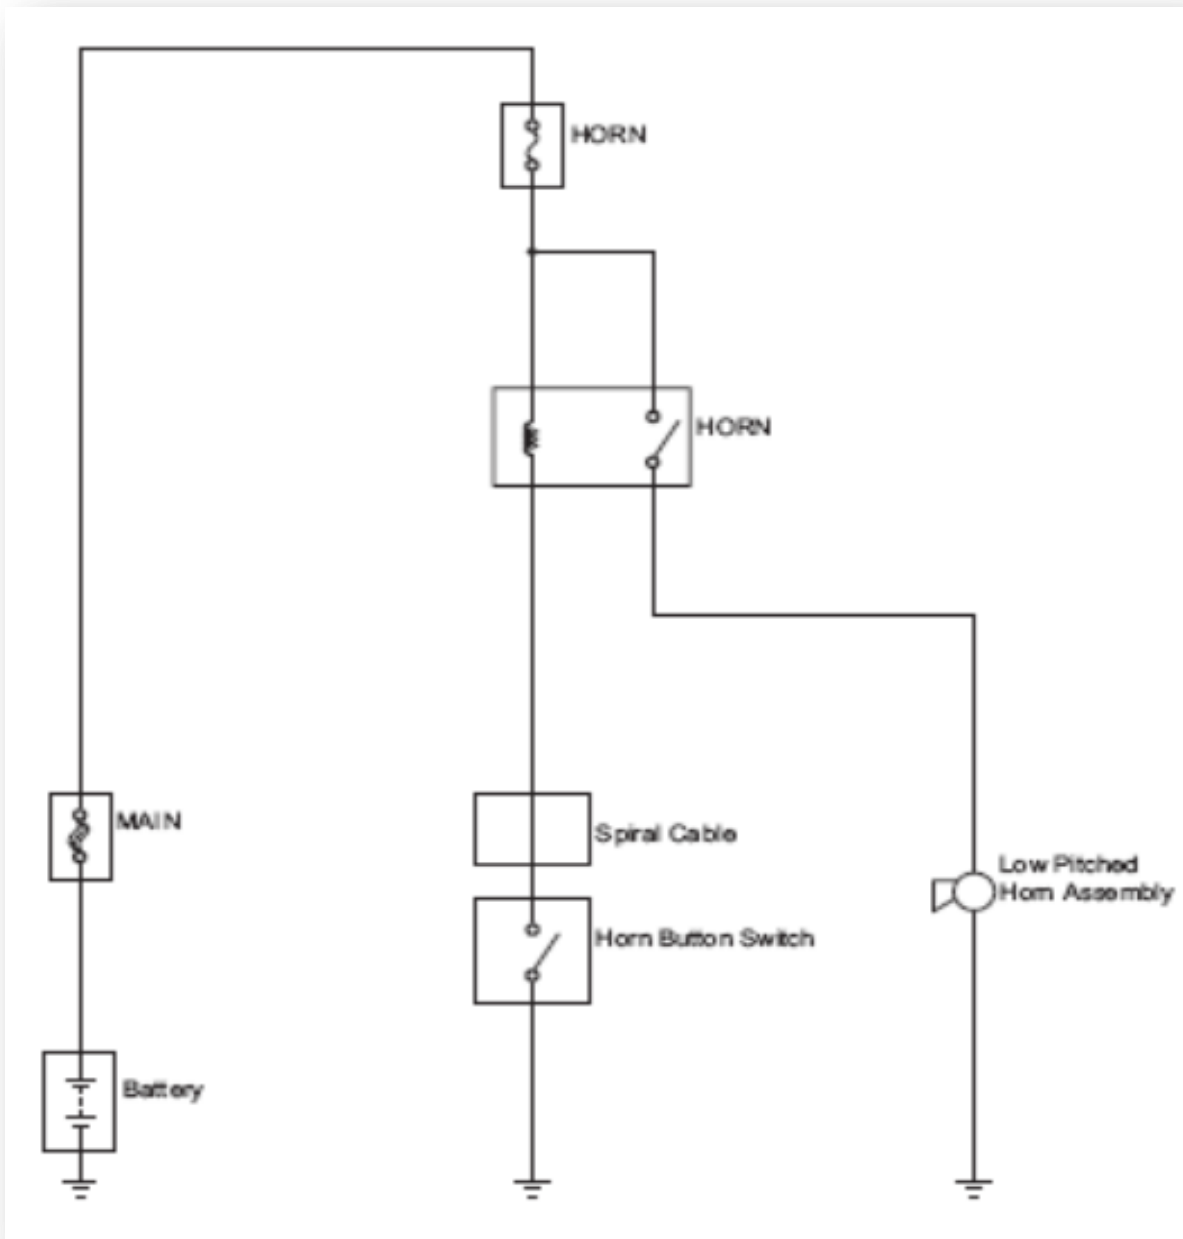 HORN
HORN
MAIN
Spiral Cable
Low Pitched
Horn Assembly
Horn Button Switch
Battery